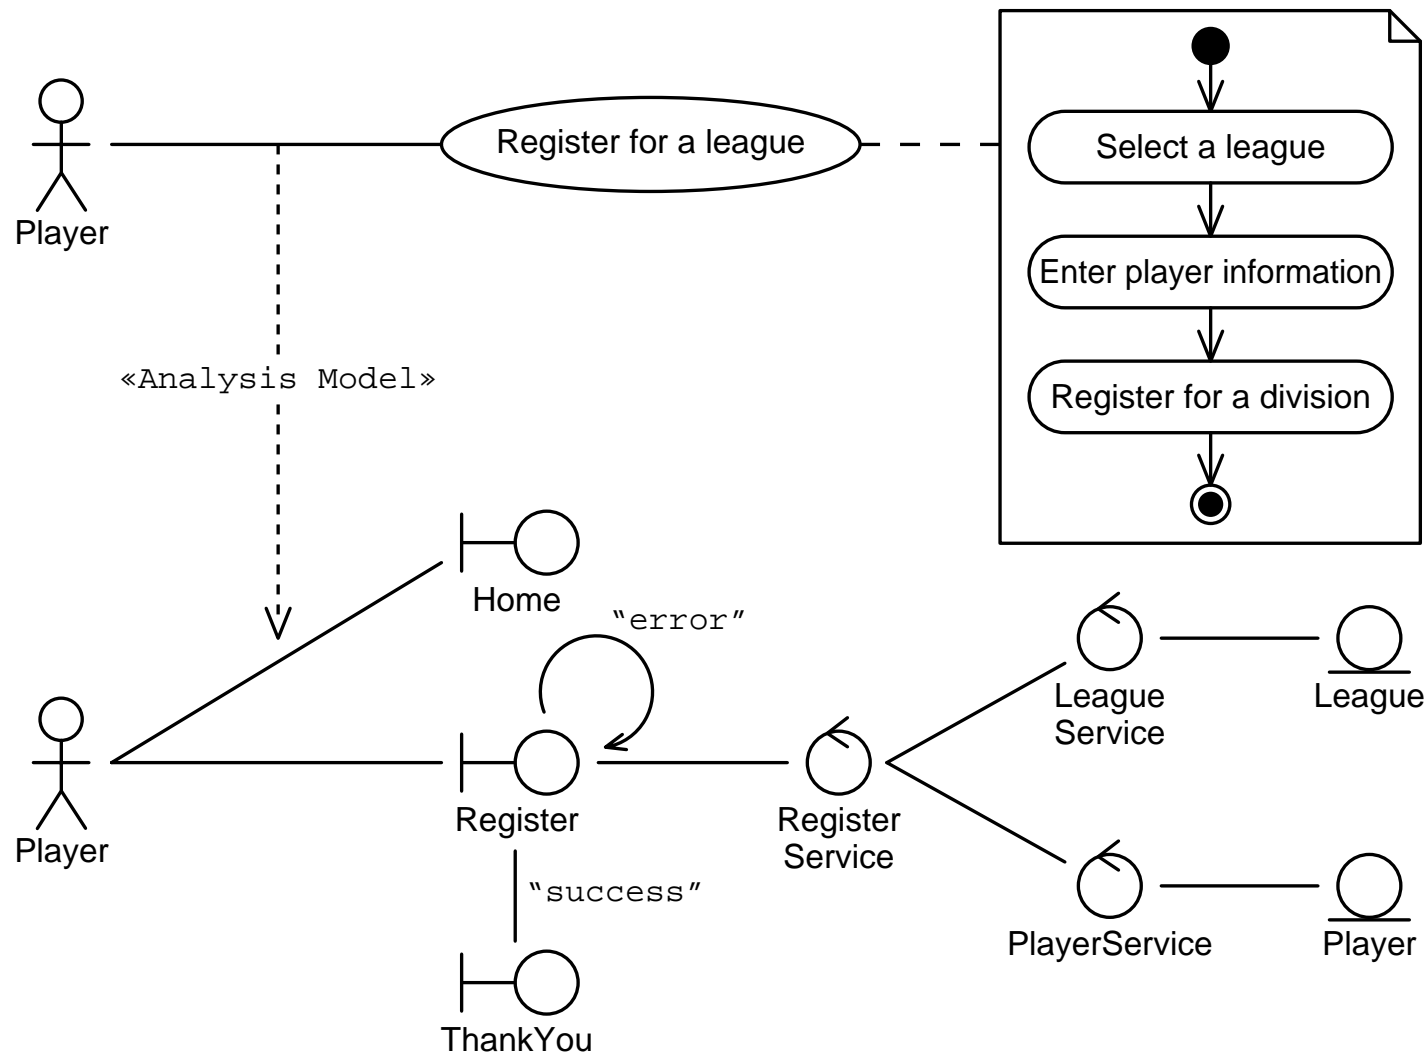 Register for a league
Select a league
Player
Enter player information
«Analysis Model»
Register for a division
Home
“error”
League
Service
League
Register
Register
Service
Player
“success”
PlayerService
Player
ThankYou